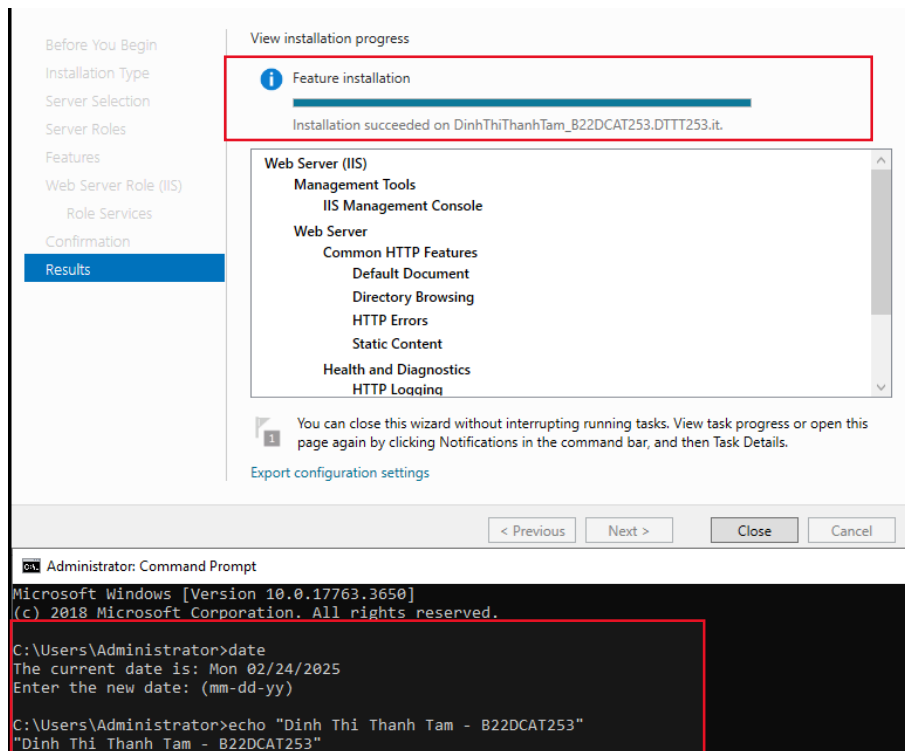 Before You Begin
Installation Type
Server Selection
Server Roles
Features
Web Server Role (IIS)
Role Services
Confirmation
Results
View installation progress
Feature installation
Installation succeeded on DinhThiThanhTam_B22DCAT253.DTTT253.it.
Web Server (IIS)
Management Tools
IIS Management Console
Web Server
Common HTTP Features
Default Document
Directory Browsing
HTTP Errors
Static Content
Health and Diagnostics
HTTP Logging
1
You can close this wizard without interrupting running tasks. View task progress or open this
page again by clicking Notifications in the command bar, and then Task Details.
Export configuration settings
< Previous
Next >
Close
Cancel
Administrator: Command Prompt
Microsoft Windows [Version 10.0.17763.3650]
(c) 2018 Microsoft Corporation. All rights reserved.
C:\Users\Administrator>date
The current date is: Mon 02/24/2025
Enter the new date: (mm-dd-yy)
C:\Users\Administrator>echo "Dinh Thi Thanh Tam - B22DCAT253"
"Dinh Thi Thanh Tam - B22DCAT253"